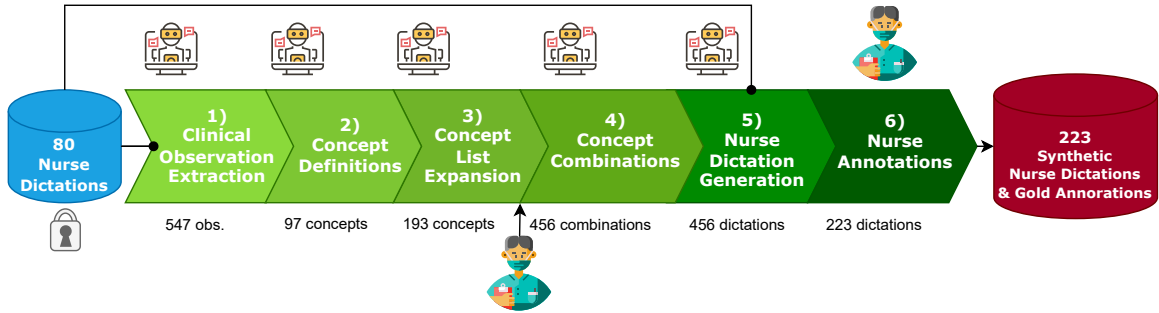 80
Nurse
Dictations
1)
Clinical
Observation
Extraction
2)
Concept
Definitions
3)
Concept
List
Expansion
4)
Concept
Combinations
5)
Nurse
Dictation
Generation
6)
Nurse
Annotations
223
Synthetic
Nurse Dictations
& Gold Annorations
547 obs.
97 concepts
193 concepts
456 combinations
456 dictations
223 dictations